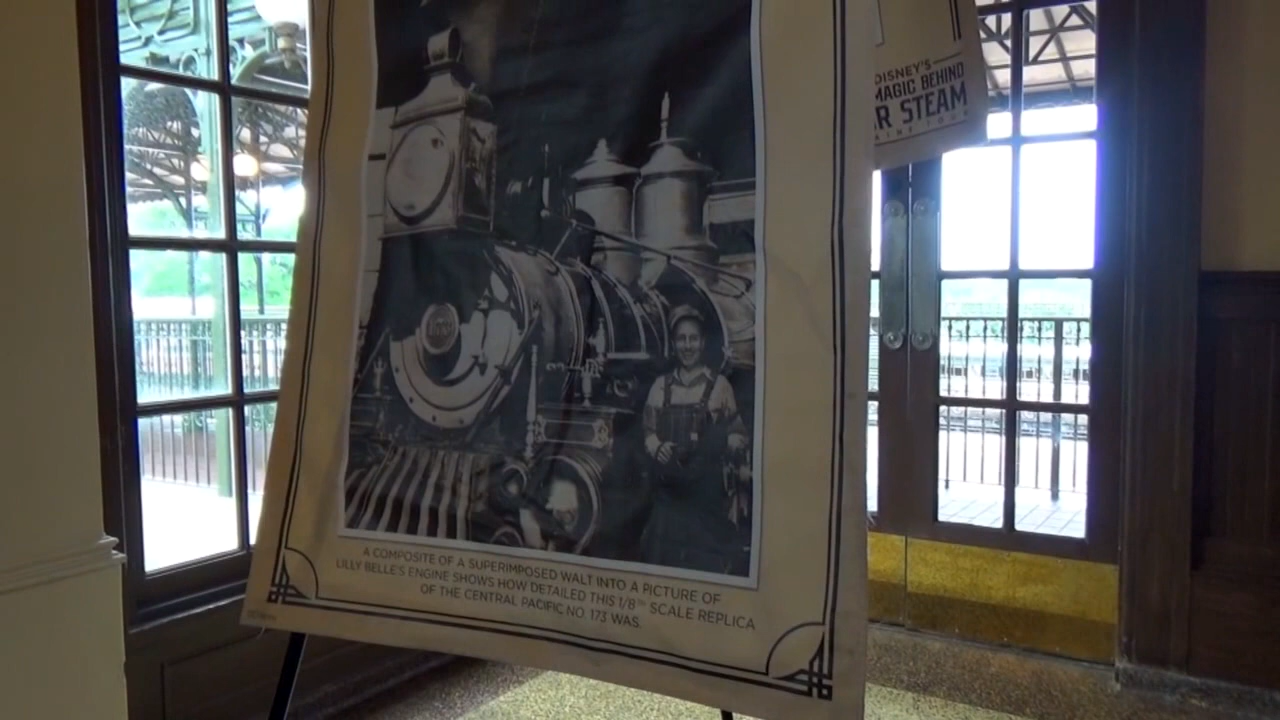 DISNEY'S
MAGIC BEHIND
R STEAM
A COMPOSITE OF A SUPERIMPOSED WALT INTO A PICTURE OF
LILLY BELLE'S ENGINE SHOWS HOW DETAILED THIS 1/8TH SCALE REPLICA
OF THE CENTRAL PACIFIC NO. 173 WAS.